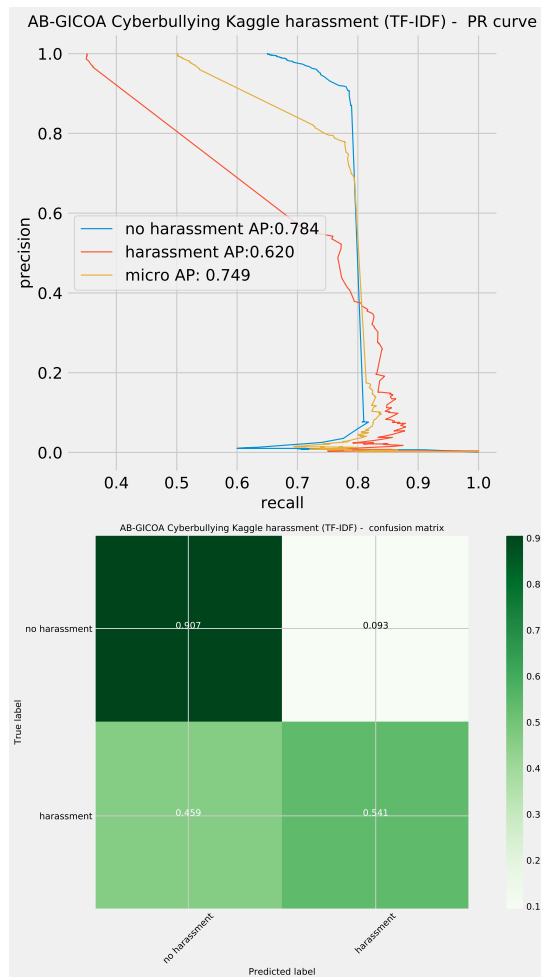 AB-GICOA Cyberbullying Kaggle harassment (TF-IDF) - PR curve
1.0
0.8
0.6
0.4
0.2
0.0
precision
no harassment AP:0.784
harassment AP:0.620
micro AP: 0.749
0.4 0.5 0.6 0.7 0.8 0.9 1.0
recall
AB-GICOA Cyberbullying Kaggle harassment (TF-IDF) - confusion matrix
True label
no harassment
harassment
0.907 0.093
0.459 0.541
0.9
0.8
0.7
0.6
0.5
0.4
0.3
0.2
0.1
no harassment harassment
Predicted label